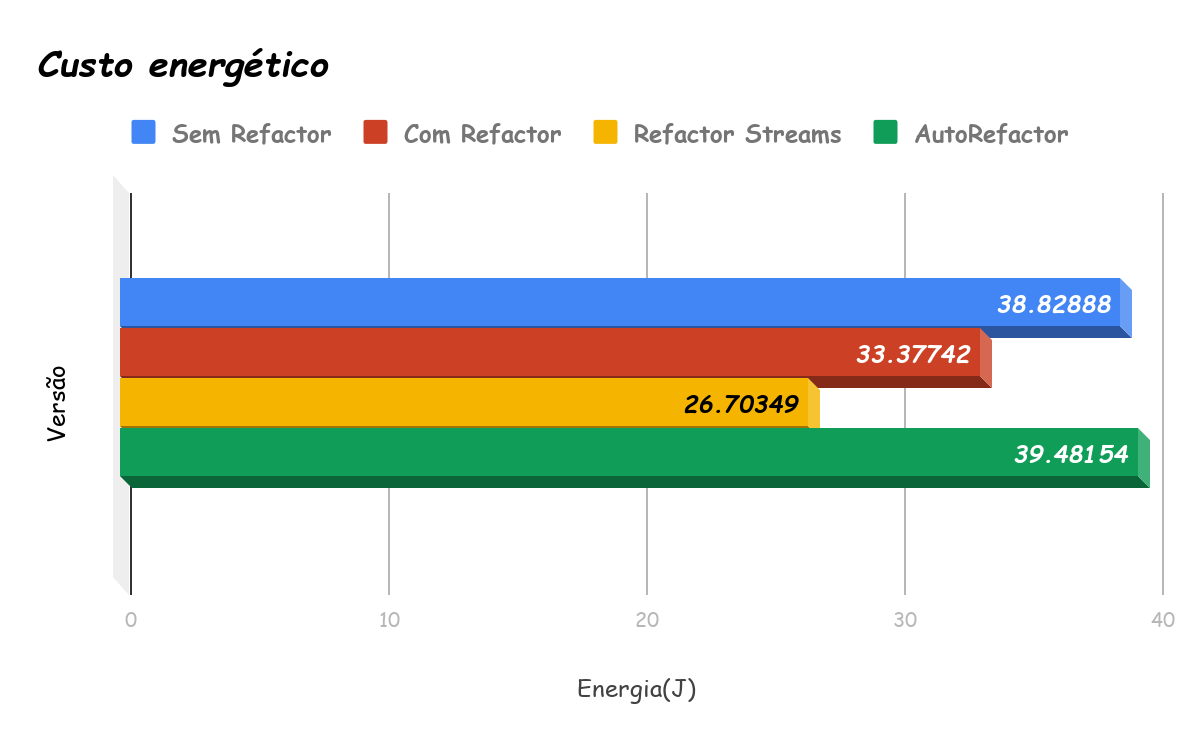 Custo energético
Sem Refactor Com Refactor Refactor Streams AutoRefactor
38.82888
33.37742
26.70349
39.48154
Versão
0 10 20 30 40
Energia(J)